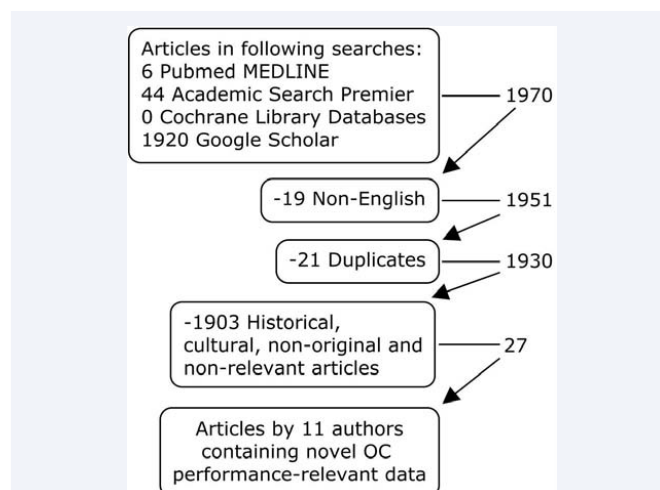 Articles in following searches:
6 Pubmed MEDLINE
44 Academic Search Premier
0 Cochrane Library Databases
1920 Google Scholar
1970
-19 Non-English
1951
-21 Duplicates
1930
-1903 Historical,
cultural, non-original and
non-relevant articles
27
Articles by 11 authors
containing novel OC
performance-relevant data